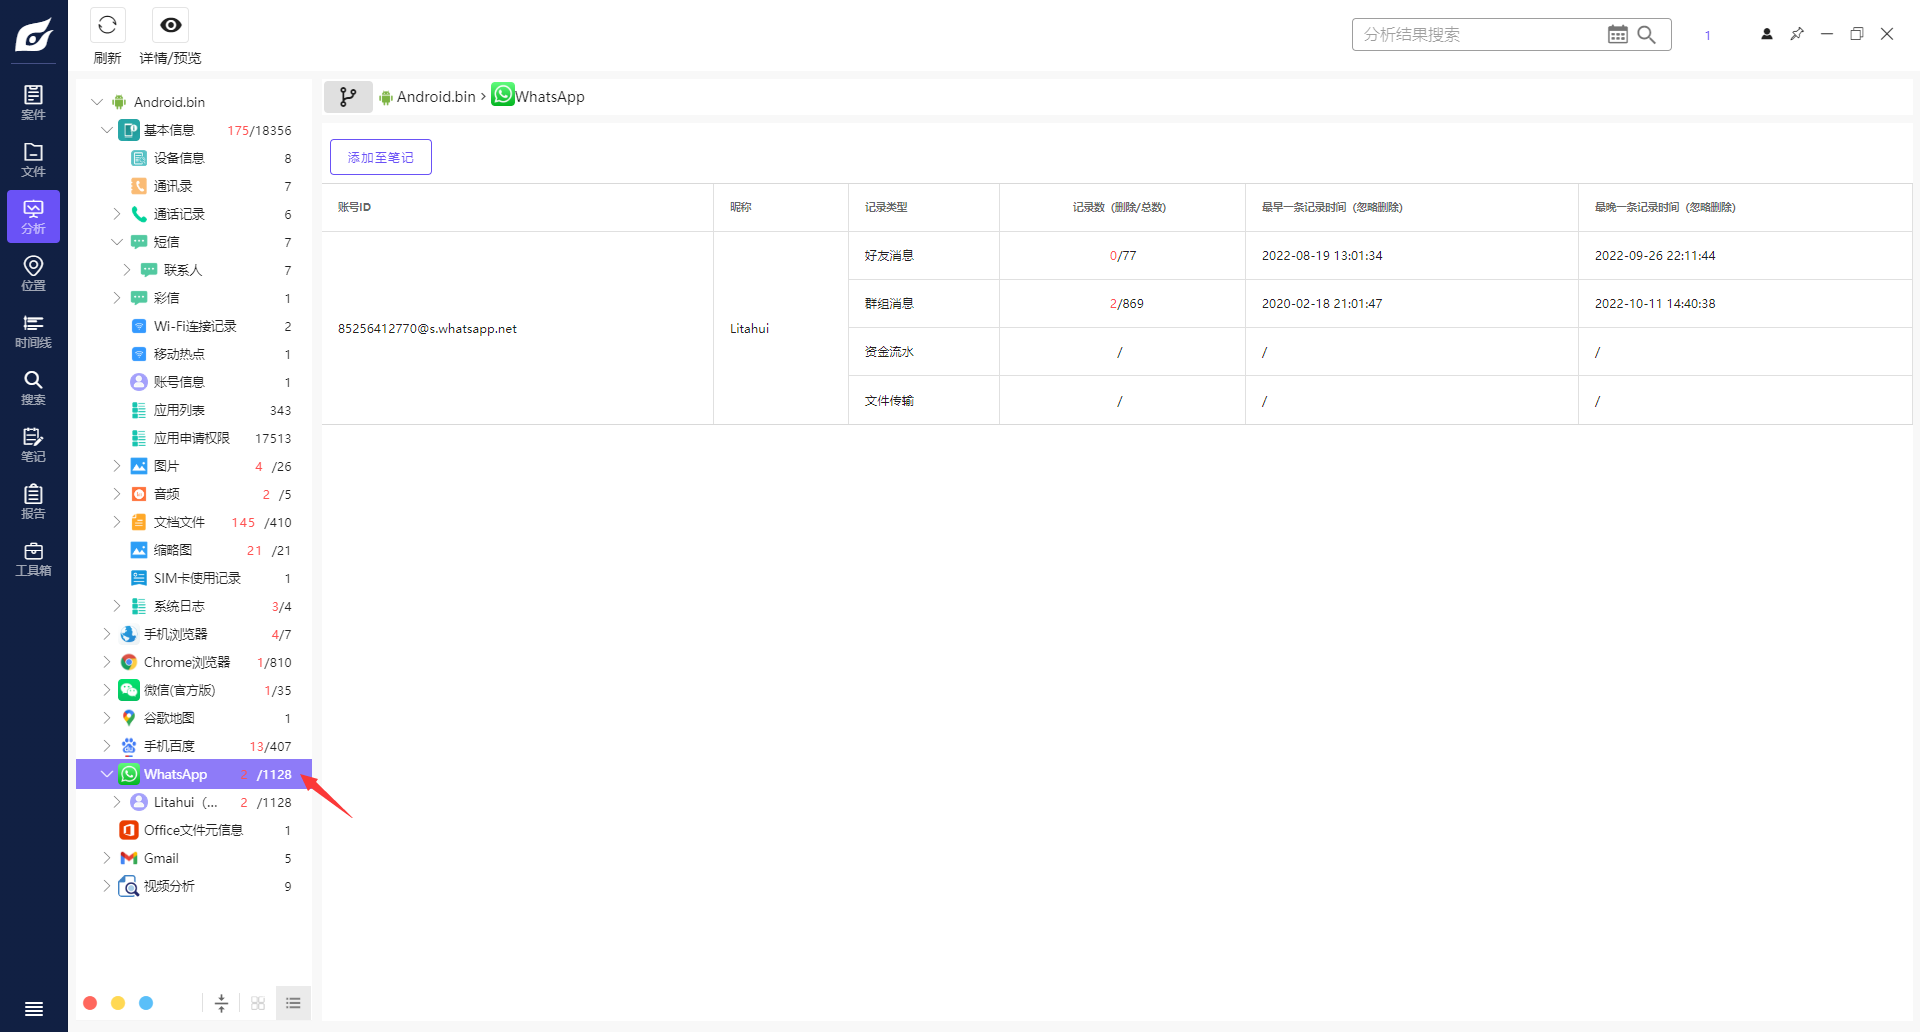 刷新
详情/预览
分析结果搜索
1
案件
文件
分析
位置
时间线
搜索
笔记
报告
工具箱
Android.bin
基本信息 175/18356
设备信息 8
通讯录 7
通话记录 6
短信 7
联系人 7
彩信 1
Wi-Fi连接记录 2
移动热点 1
账号信息 1
应用列表 343
应用申请权限 17513
图片 4 /26
音频 2 /5
文档文件 145 /410
缩略图 21 /21
SIM卡使用记录 1
系统日志 3/4
手机浏览器 4/7
Chrome浏览器 1/810
微信(官方版) 1/35
谷歌地图 1
手机百度 13/407
WhatsApp 2 /1128
Litahui（... 2 /1128
Office文件元信息 1
Gmail 5
视频分析 9
Android.bin › WhatsApp
添加至笔记
账号ID 昵称 记录类型 记录数（删除/总数） 最早一条记录时间（忽略删除） 最晚一条记录时间（忽略删除）
85256412770@s.whatsapp.net Litahui
好友消息 0/77 2022-08-19 13:01:34 2022-09-26 22:11:44
群组消息 2/869 2020-02-18 21:01:47 2022-10-11 14:40:38
资金流水 / / /
文件传输 / / /